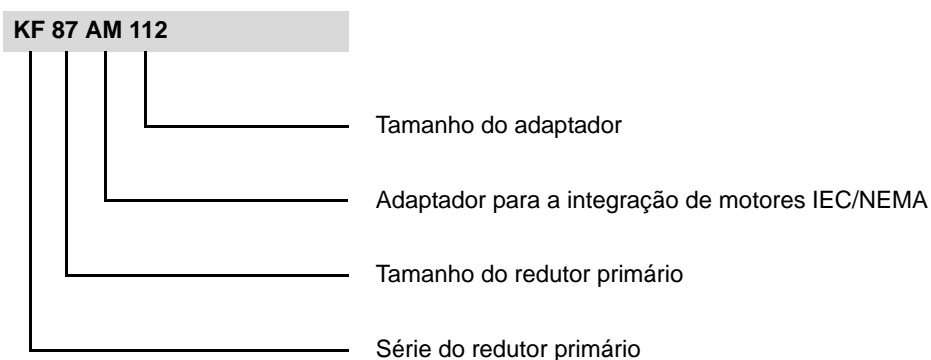 KF 87 AM 112
Tamanho do adaptador
Adaptador para a integração de motores IEC/NEMA
Tamanho do redutor primário
Série do redutor primário